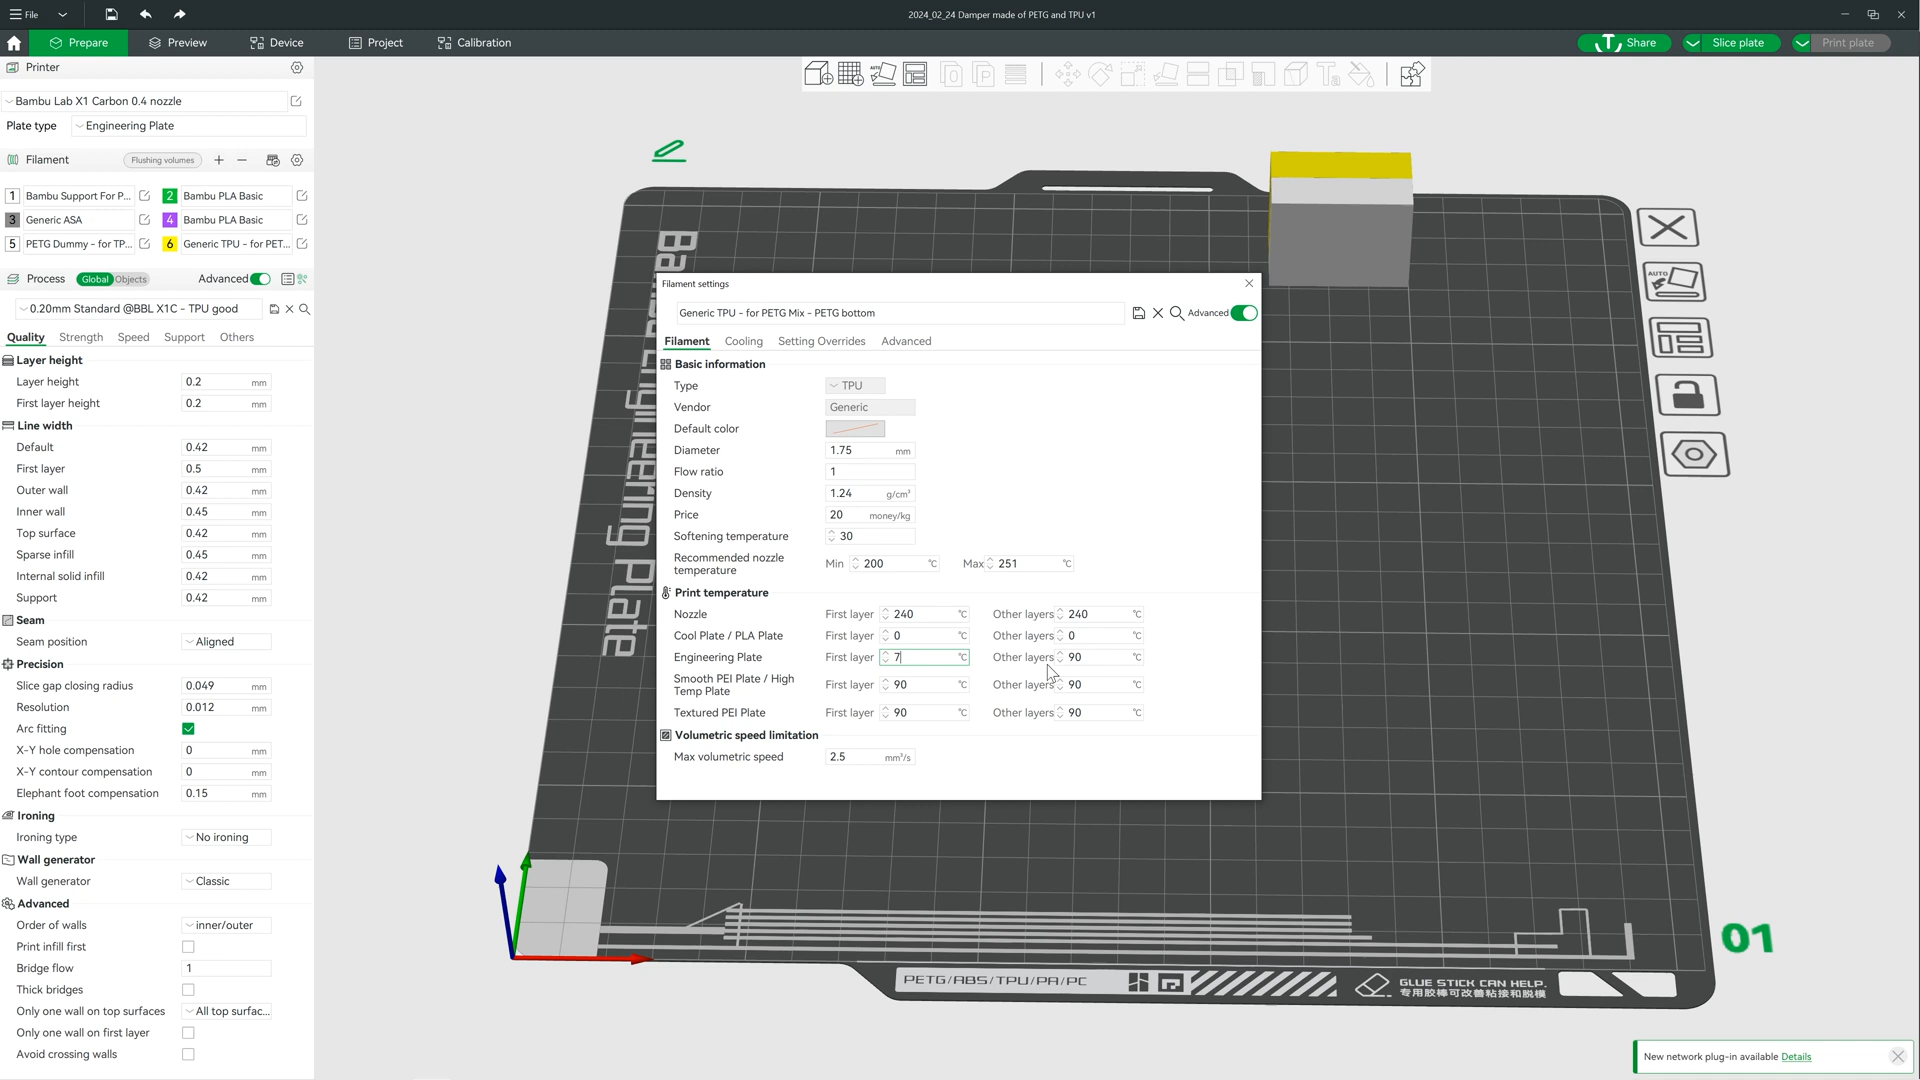 File
2024_02_24 Damper made of PETG and TPU v1
Prepare
Preview
Device
Project
Calibration
Share
Slice plate
Print plate
Printer
Bambu Lab X1 Carbon 0.4 nozzle
Plate type
Engineering Plate
Filament
Flushing volumes
1 Bambu Support For P...
2 Bambu PLA Basic
3 Generic ASA
4 Bambu PLA Basic
5 PETG Dummy - for TP...
6 Generic TPU - for PET...
Process
Global
Objects
Advanced
0.20mm Standard @BBL X1C - TPU good
Quality
Strength
Speed
Support
Others
Layer height
Layer height 0.2 mm
First layer height 0.2 mm
Line width
Default 0.42 mm
First layer 0.5 mm
Outer wall 0.42 mm
Inner wall 0.45 mm
Top surface 0.42 mm
Sparse infill 0.45 mm
Internal solid infill 0.42 mm
Support 0.42 mm
Seam
Seam position Aligned
Precision
Slice gap closing radius 0.049 mm
Resolution 0.012 mm
Arc fitting
X-Y hole compensation 0 mm
X-Y contour compensation 0 mm
Elephant foot compensation 0.15 mm
Ironing
Ironing type No ironing
Wall generator
Wall generator Classic
Advanced
Order of walls inner/outer
Print infill first
Bridge flow 1
Thick bridges
Only one wall on top surfaces All top surfac...
Only one wall on first layer
Avoid crossing walls
AUTO
AUTO
Engineering Plate
Filament settings
Generic TPU - for PETG Mix - PETG bottom
Advanced
Filament
Cooling
Setting Overrides
Advanced
Basic information
Type TPU
Vendor Generic
Default color
Diameter 1.75 mm
Flow ratio 1
Density 1.24 g/cm³
Price 20 money/kg
Softening temperature 30
Recommended nozzle
temperature
Min 200 °C Max 251 °C
Print temperature
Nozzle First layer 240 °C Other layers 240 °C
Cool Plate / PLA Plate First layer 0 °C Other layers 0 °C
Engineering Plate First layer 7 °C Other layers 90 °C
Smooth PEI Plate / High
Temp Plate
First layer 90 °C Other layers 90 °C
Textured PEI Plate First layer 90 °C Other layers 90 °C
Volumetric speed limitation
Max volumetric speed 2.5 mm³/s
01
PETG/ABS/TPU/PA/PC
GLUE STICK CAN HELP.
专用胶棒可改善粘接和脱模
New network plug-in available Details